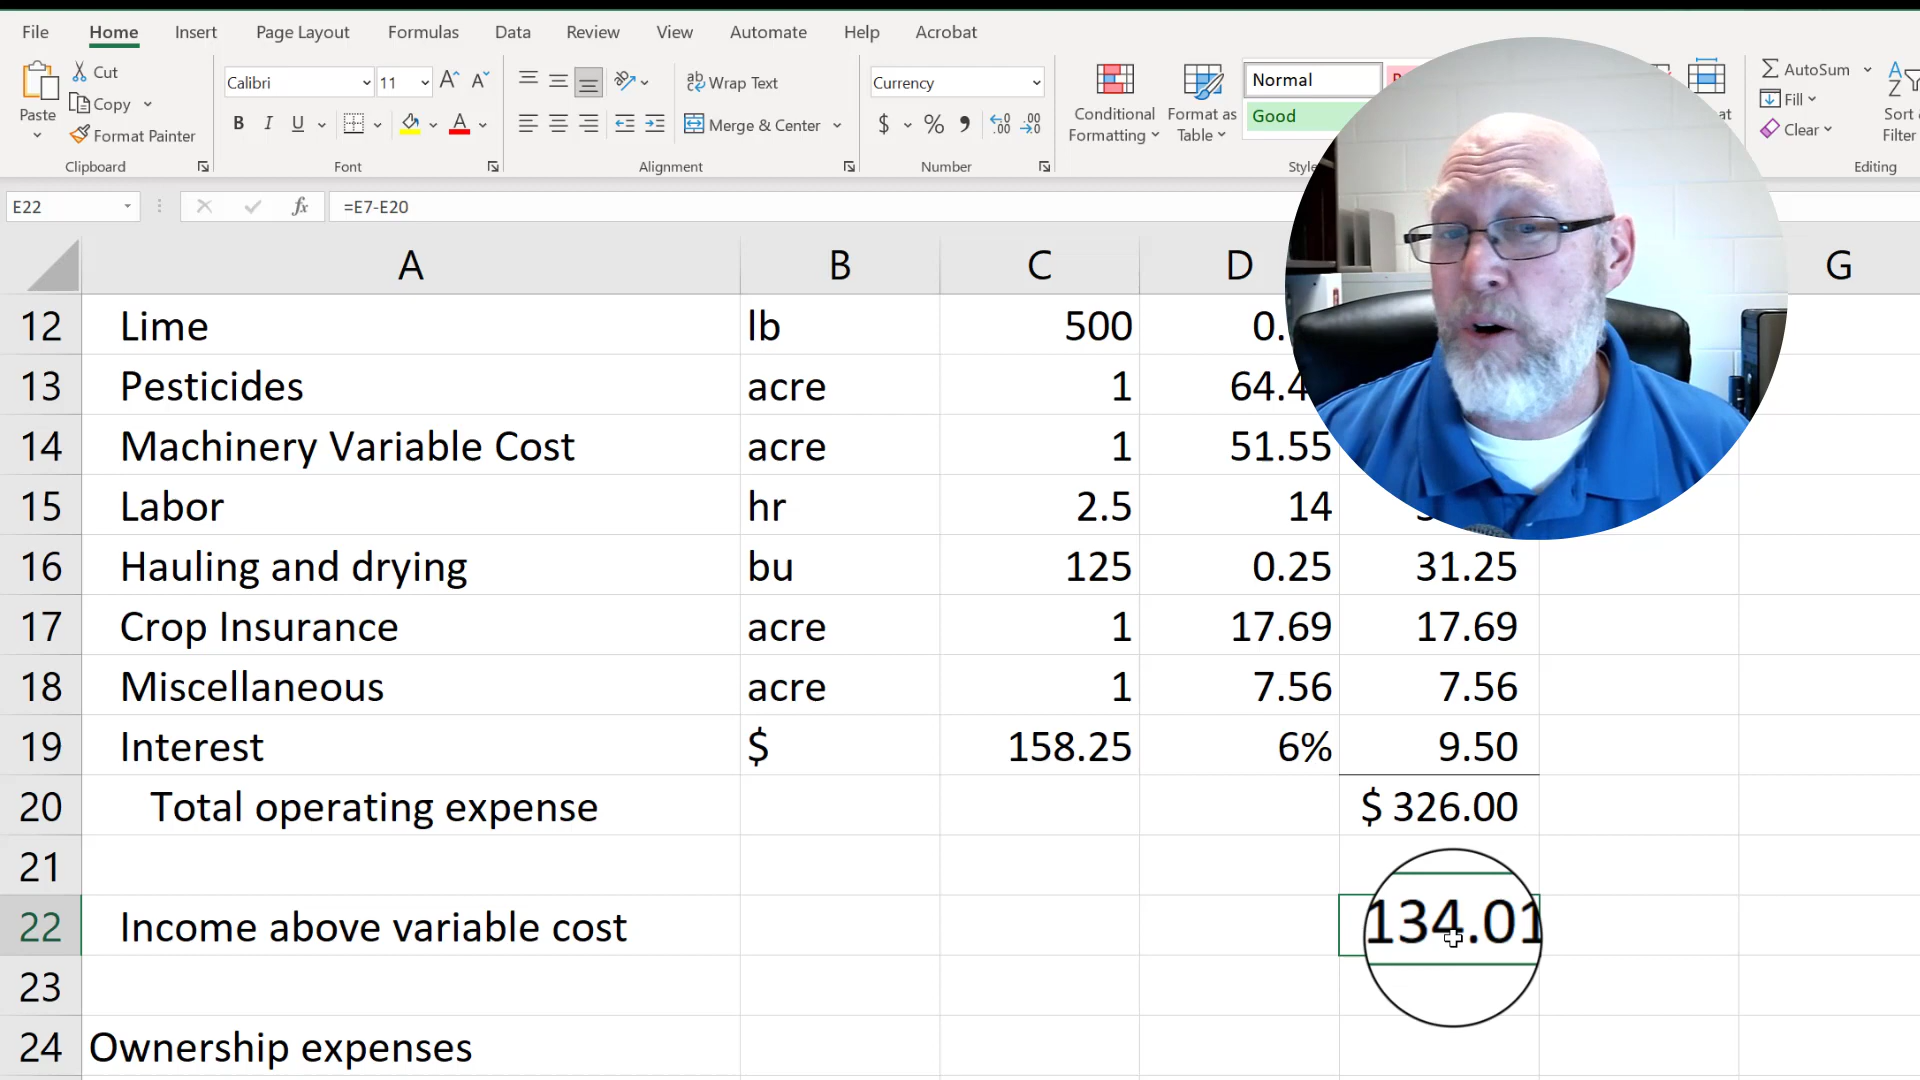 File Home Insert Page Layout Formulas Data Review View Automate Help Acrobat
Paste Cut Copy Format Painter
Calibri 11
B I U A
ab Wrap Text
Merge & Center
Currency
$ % , .00 .00
Conditional Formatting
Format as Table
Normal
Good
AutoSum
Fill
Clear
A Z
Sort
Filter
Clipboard Font Alignment Number Editing
E22 fx =E7-E20
A B C D G
12 Lime lb 500
13 Pesticides acre 1
14 Machinery Variable Cost acre 1 51.55
15 Labor hr 2.5 14
16 Hauling and drying bu 125 0.25 31.25
17 Crop Insurance acre 1 17.69 17.69
18 Miscellaneous acre 1 7.56 7.56
19 Interest $ 158.25 6% 9.50
20 Total operating expense $ 326.00
21
22 Income above variable cost 134.01
23
24 Ownership expenses